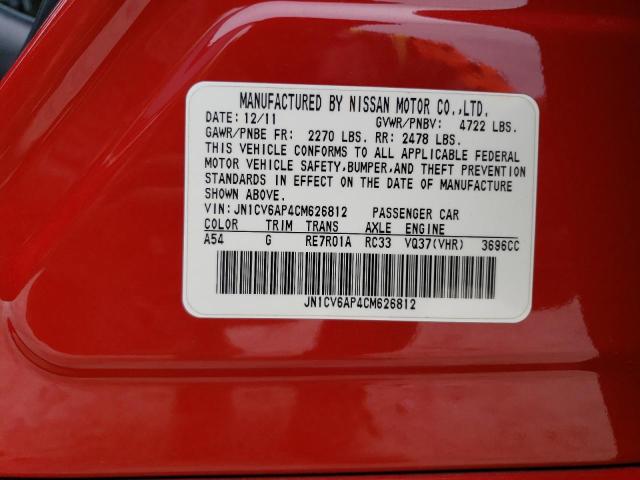 MANUFACTURED BY NISSAN MOTOR CO.,LTD.
DATE: 12/11 GVWR/PNBV: 4722 LBS.
GAWR/PNBE FR: 2270 LBS. RR: 2478 LBS.
THIS VEHICLE CONFORMS TO ALL APPLICABLE FEDERAL
MOTOR VEHICLE SAFETY,BUMPER,AND THEFT PREVENTION
STANDARDS IN EFFECT ON THE DATE OF MANUFACTURE
SHOWN ABOVE.
VIN: JN1CV6AP4CM626812 PASSENGER CAR
COLOR TRIM TRANS AXLE ENGINE
A54 G RE7R01A RC33 VQ37(VHR) 3696CC
JN1CV6AP4CM626812